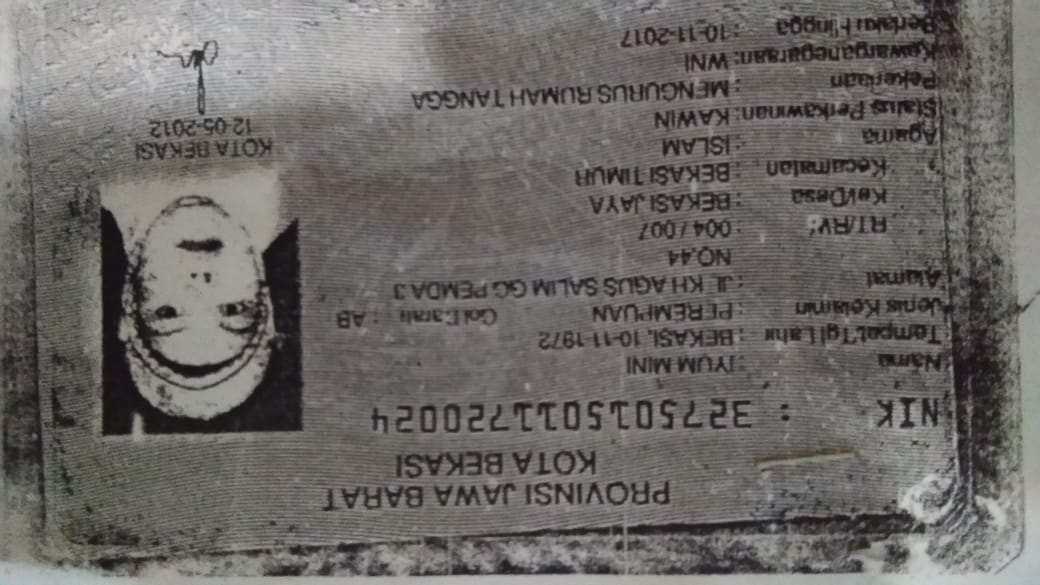 PROVINSI JAWA BARAT
KOTA BEKASI
NIK : 3275015011720024
Nama : IYUM MINI
Tempat/Tgl Lahir : BEKASI, 10-11-1972
Jenis Kelamin : PEREMPUAN Gol.Darah : AB
Alamat : JL KH AGUS SALIM GG PEMDA 3
NO.44
RT/RW : 004 / 007
Kel/Desa : BEKASI JAYA
Kecamatan : BEKASI TIMUR
Agama : ISLAM
Status Perkawinan: KAWIN
Pekerjaan : MENGURUS RUMAH TANGGA
Kewarganegaraan: WNI
Berlaku Hingga : 10-11-2017
KOTA BEKASI
12-05-2012